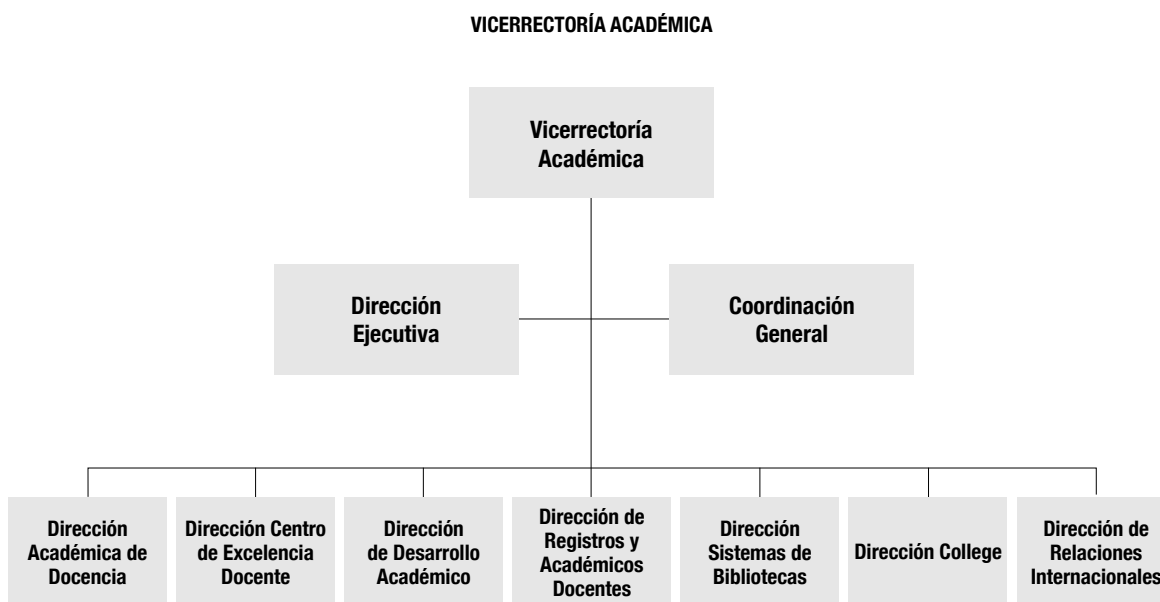 VICERRECTORÍA ACADÉMICA
Vicerrectoría
Académica
Dirección
Ejecutiva
Coordinación
General
Dirección
Académica de
Docencia
Dirección Centro
de Excelencia
Docente
Dirección
de Desarrollo
Académico
Dirección de
Registros y
Académicos
Docentes
Dirección
Sistemas de
Bibliotecas
Dirección College
Dirección de
Relaciones
Internacionales